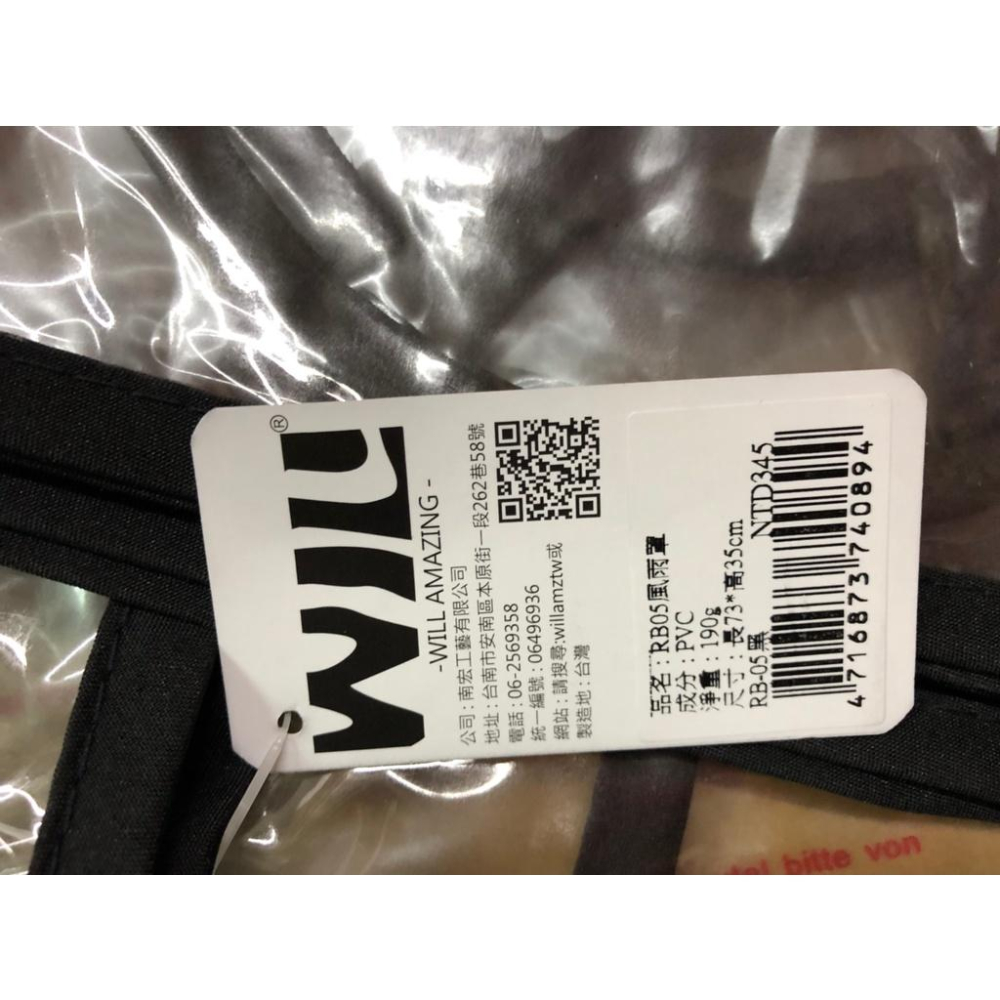 WILL®
-WILL AMAZING-
公司:南宏工藝有限公司
地址:台南市安南區本原街一段262巷58號
電話:06-2569358
統一編號:06496936
網站:請搜尋:willamztw或
製造地:台灣
品名:RB05風雨罩
成分:PVC
淨重:190g
尺寸:長73*高35cm
RB-05黑 NTD345
4716873740894
bitte von